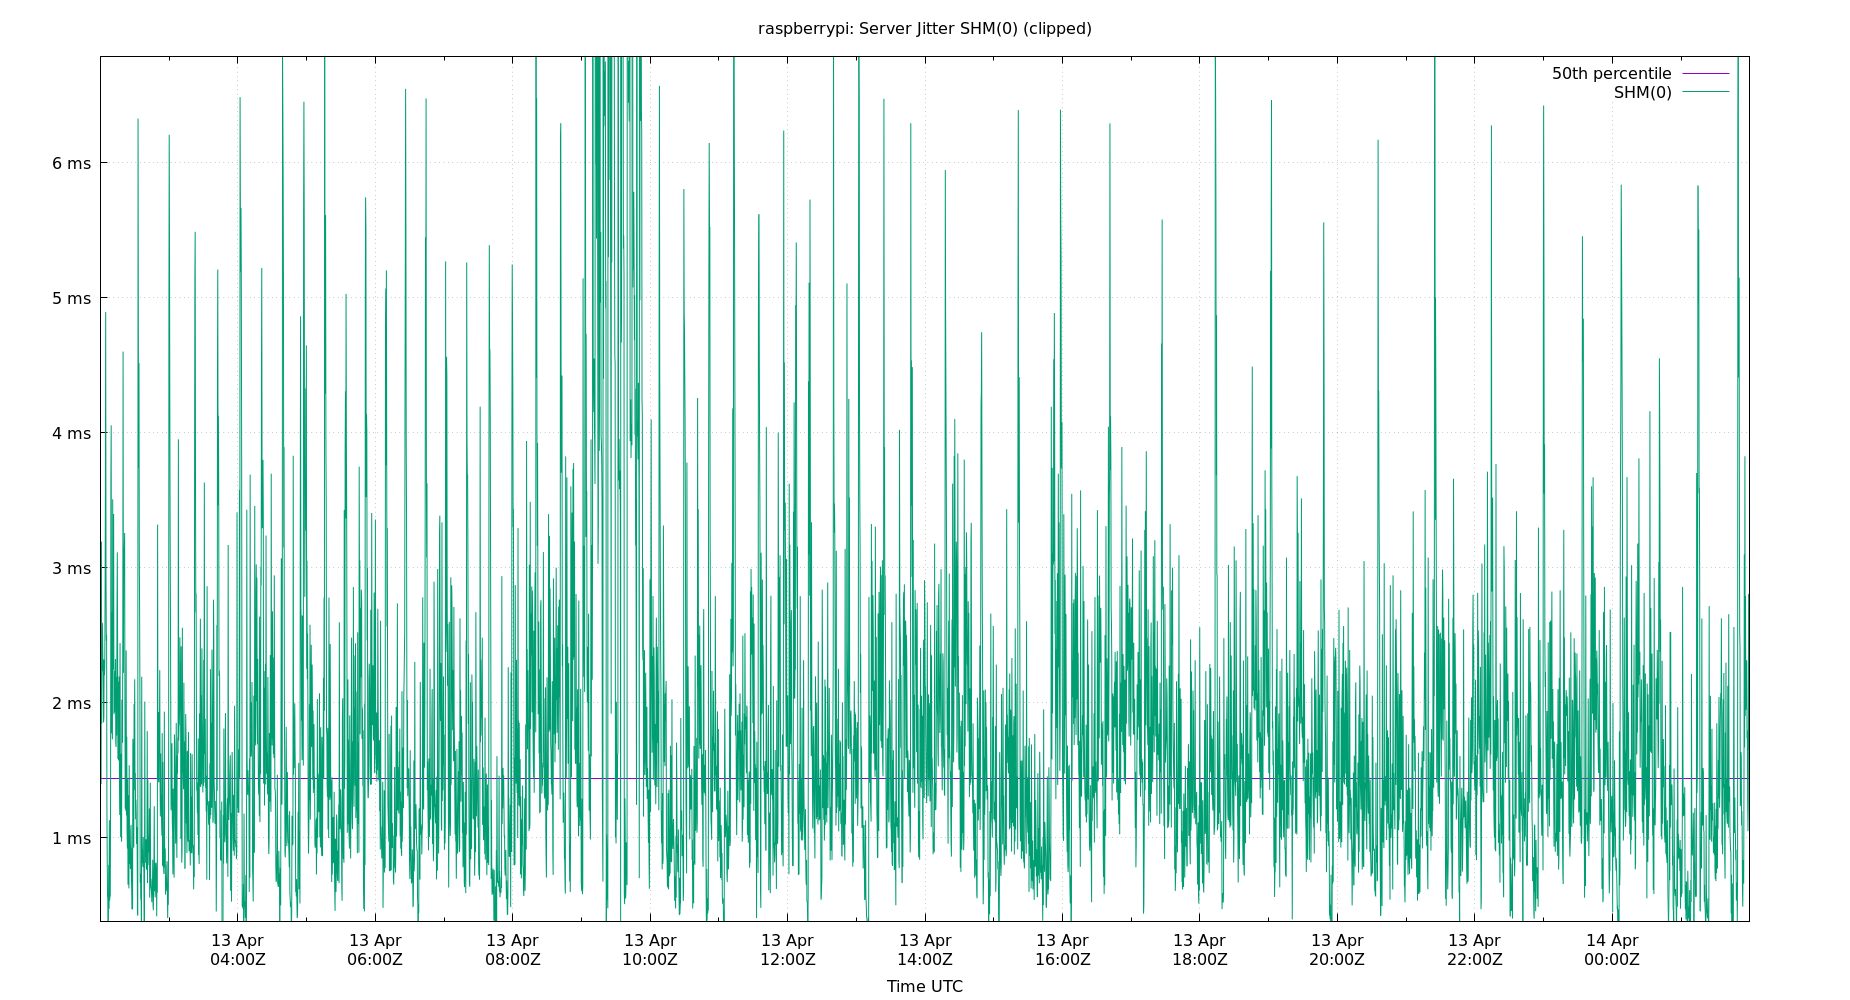 raspberrypi: Server Jitter SHM(0) (clipped)
50th percentile
SHM(0)
6 ms
5 ms
4 ms
3 ms
2 ms
1 ms
13 Apr 13 Apr 13 Apr 13 Apr 13 Apr 13 Apr 13 Apr 13 Apr 13 Apr 13 Apr 14 Apr
04:00Z 06:00Z 08:00Z 10:00Z 12:00Z 14:00Z 16:00Z 18:00Z 20:00Z 22:00Z 00:00Z
Time UTC